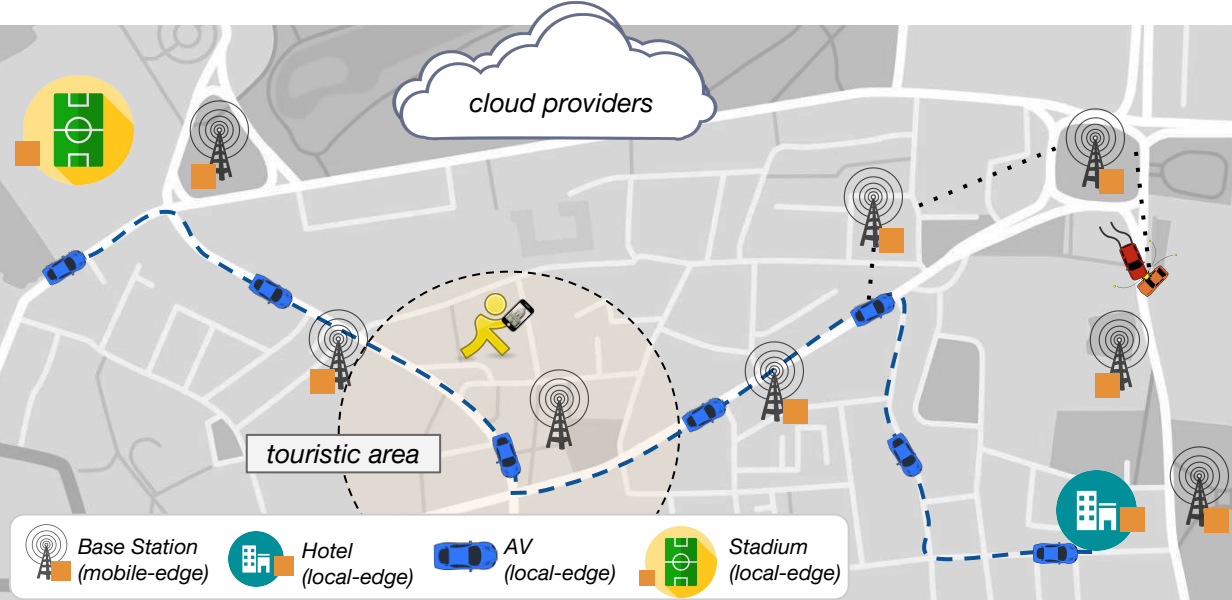 cloud providers
touristic area
Base Station
(mobile-edge)
Hotel
(local-edge)
AV
(local-edge)
Stadium
(local-edge)